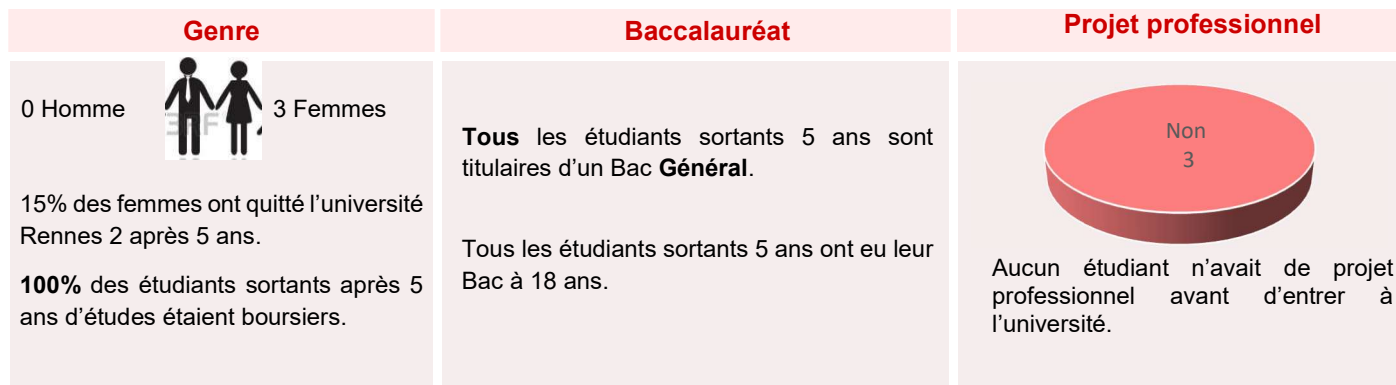 Genre
0 Homme
3 Femmes
15% des femmes ont quitté l’université
Rennes 2 après 5 ans.
100% des étudiants sortants après 5
ans d’études étaient boursiers.
Baccalauréat
Tous les étudiants sortants 5 ans sont
titulaires d’un Bac Général.
Tous les étudiants sortants 5 ans ont eu leur
Bac à 18 ans.
Projet professionnel
Non
3
Aucun étudiant n’avait de projet
professionnel avant d’entrer à
l’université.